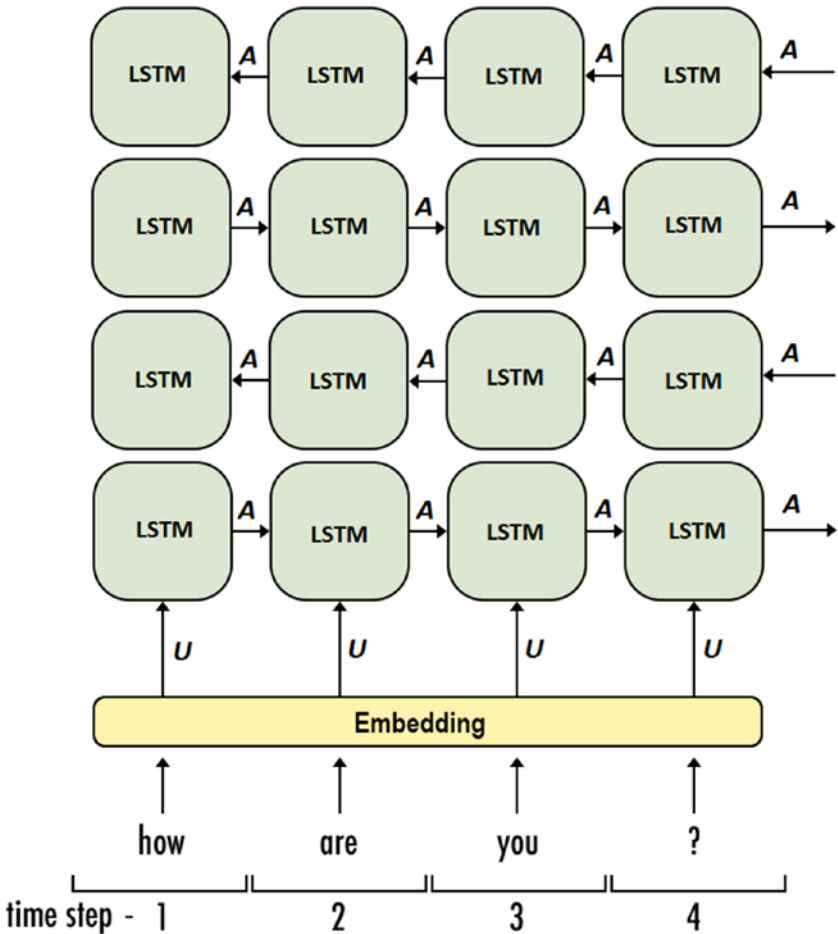 A A A A
LSTM LSTM LSTM LSTM
A A A A
LSTM LSTM LSTM LSTM
A A A A
LSTM LSTM LSTM LSTM
A A A A
LSTM LSTM LSTM LSTM
U U U U
Embedding
how are you ?
time step - 1 2 3 4